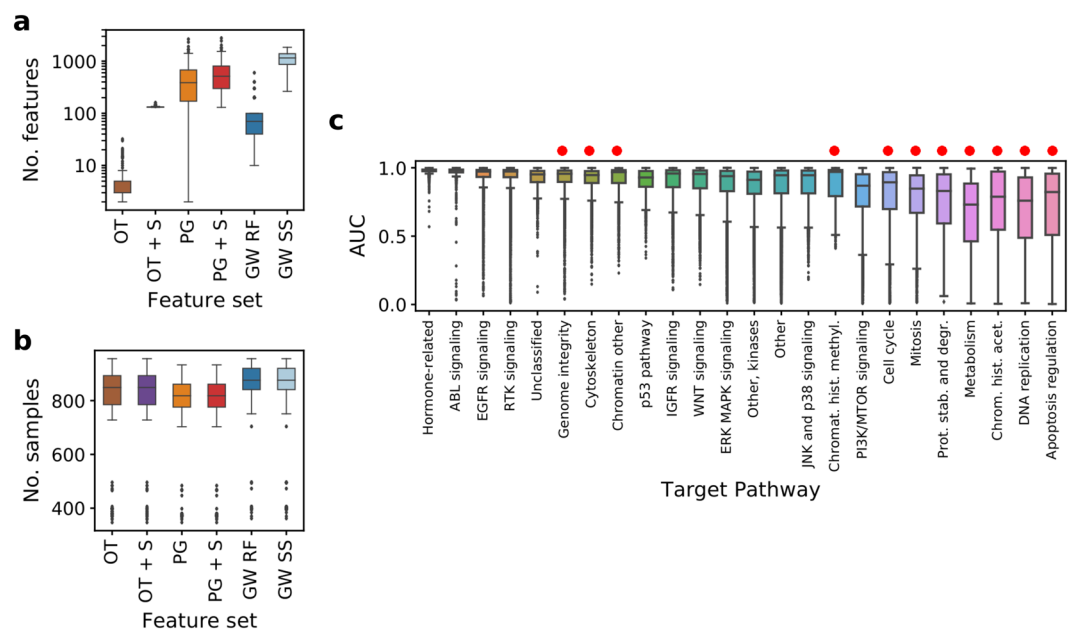 a
No. features
1000
100
10
OT
OT + S
PG
PG + S
GW RF
GW SS
Feature set
b
No. samples
800
600
400
OT
OT + S
PG
PG + S
GW RF
GW SS
Feature set
c
AUC
1.0
0.5
0.0
Hormone-related
ABL signaling
EGFR signaling
RTK signaling
Unclassified
Genome integrity
Cytoskeleton
Chromatin other
p53 pathway
IGFR signaling
WNT signaling
ERK MAPK signaling
Other, kinases
Other
JNK and p38 signaling
Chromat. hist. methyl.
PI3K/MTOR signaling
Cell cycle
Mitosis
Prot. stab. and degr.
Metabolism
Chrom. hist. acet.
DNA replication
Apoptosis regulation
Target Pathway